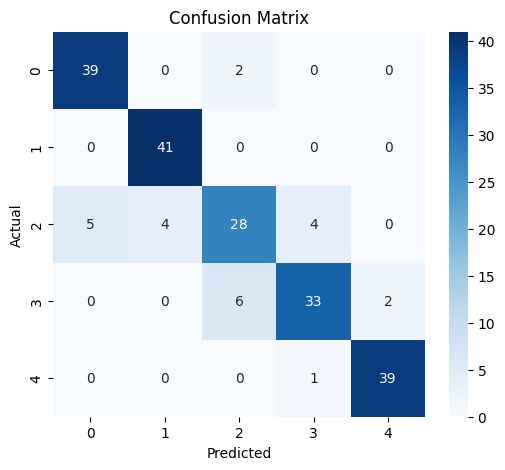 Confusion Matrix
0 39 0 2 0 0
1 0 41 0 0 0
2 5 4 28 4 0
3 0 0 6 33 2
4 0 0 0 1 39
0 1 2 3 4
Predicted
Actual
40
35
30
25
20
15
10
5
0